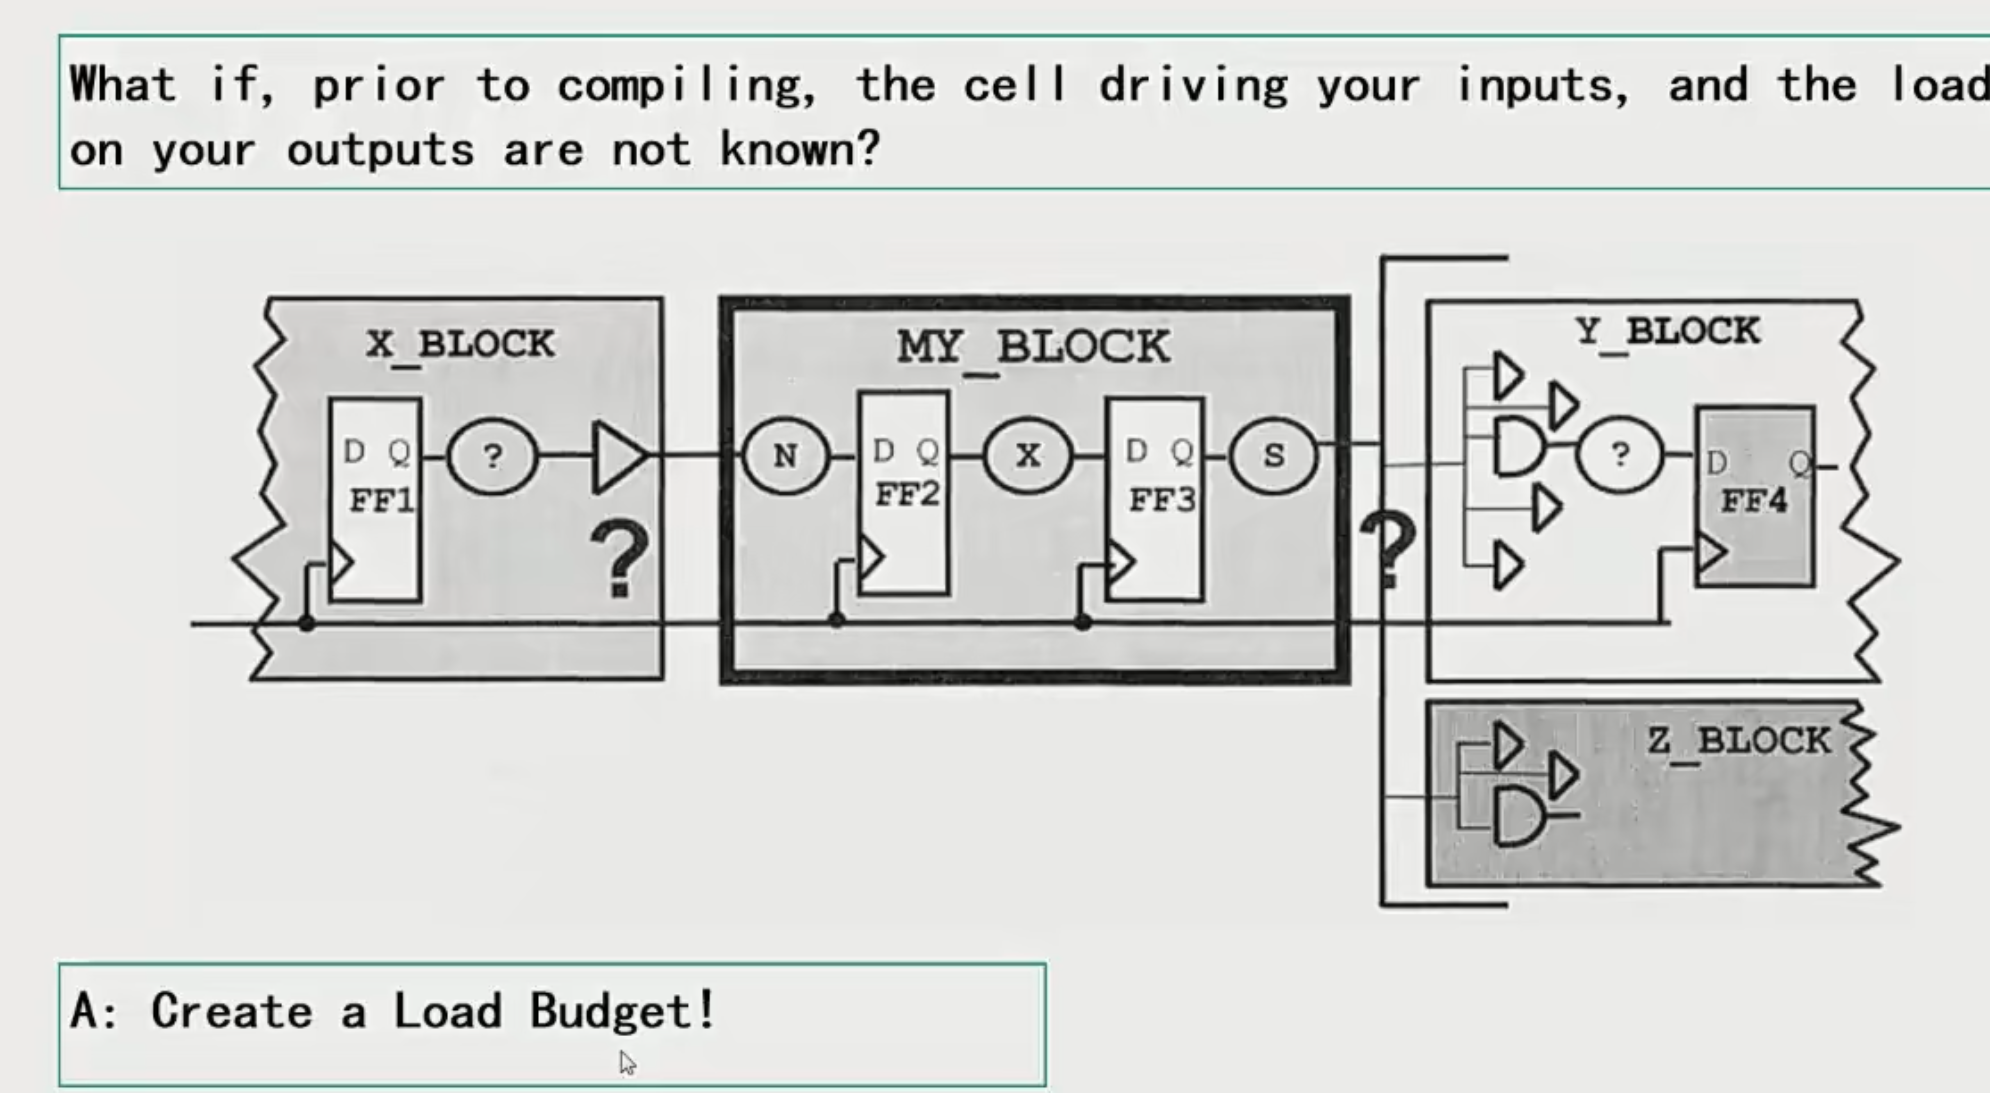 What if, prior to compiling, the cell driving your inputs, and the load
on your outputs are not known?
X_BLOCK
MY_BLOCK
Y_BLOCK
D Q
FF1
?
?
N
D Q
FF2
X
D Q
FF3
S
?
?
D Q
FF4
Z_BLOCK
A: Create a Load Budget!